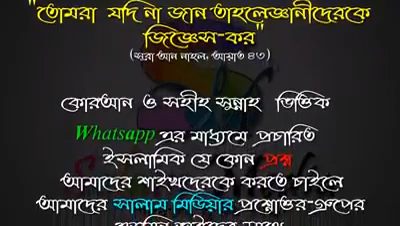 "তোমরা যদি না জান তাহলেজ্ঞানীদেরকে
জিজ্ঞেস-কর"
(সুরা আন নাহল, আয়াত ৪৩)
কোরআন ও সহীহ সুন্নাহ ভিত্তিক
Whatsapp এর মাধ্যমে প্রচারিত
ইসলামিক যে কোন প্রশ্ন
আমাদের শাইখদেরকে করতে চাইলে
আমাদের সালাম মিডিয়ার প্রশ্নোত্তর গ্রুপের